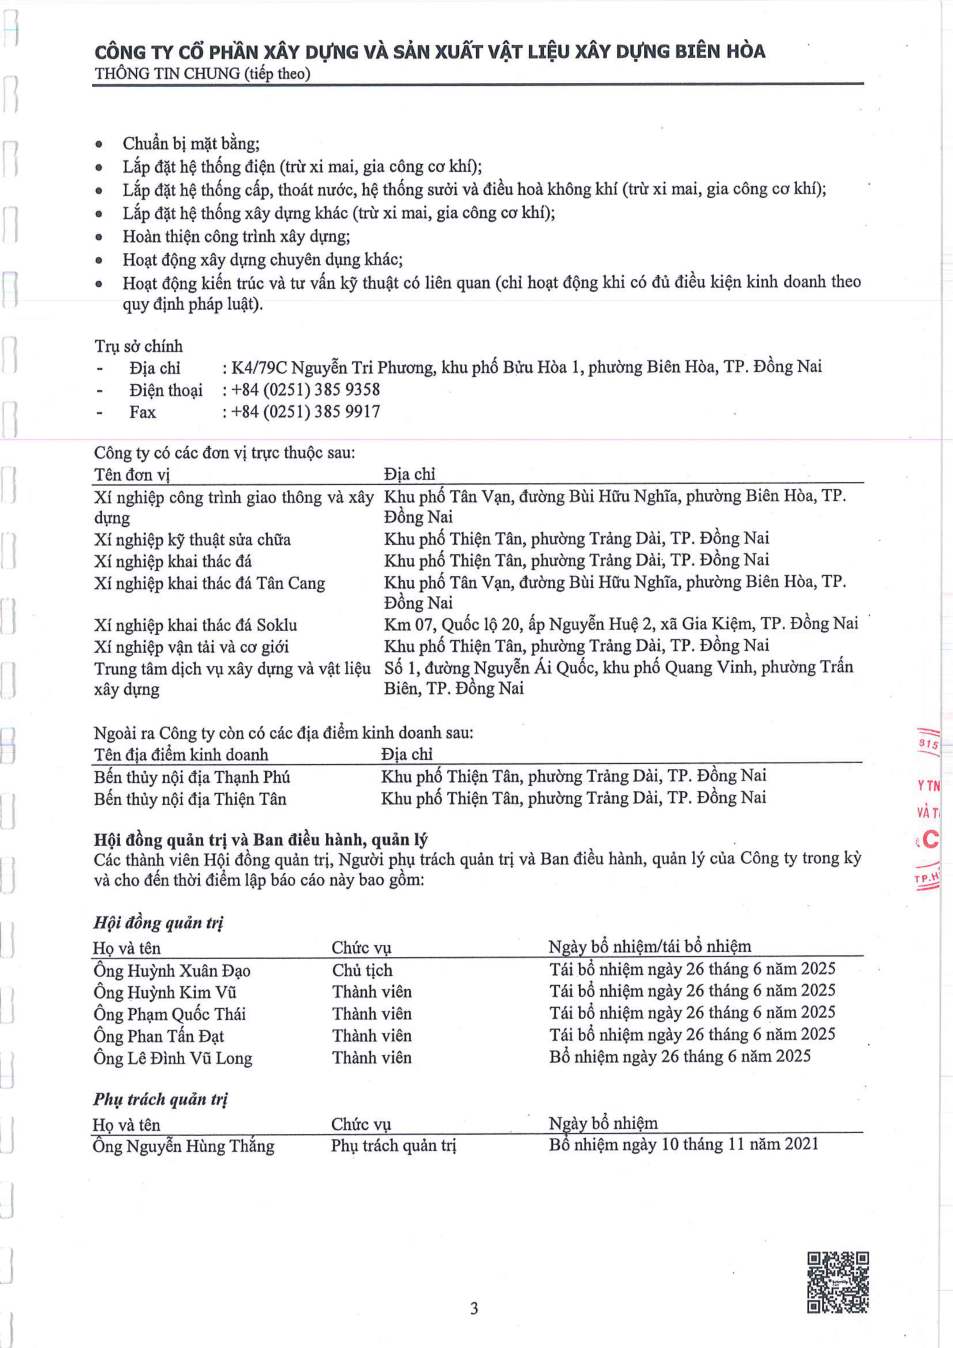 CÔNG TY CỔ PHẦN XÂY DỰNG VÀ SẢN XUẤT VẬT LIỆU XÂY DỰNG BIÊN HÒA
THÔNG TIN CHUNG (tiếp theo)
• Chuẩn bị mặt bằng;
• Lắp đặt hệ thống điện (trừ xi mai, gia công cơ khí);
• Lắp đặt hệ thống cấp, thoát nước, hệ thống sưởi và điều hoà không khí (trừ xi mai, gia công cơ khí);
• Lắp đặt hệ thống xây dựng khác (trừ xi mai, gia công cơ khí);
• Hoàn thiện công trình xây dựng;
• Hoạt động xây dựng chuyên dụng khác;
• Hoạt động kiến trúc và tư vấn kỹ thuật có liên quan (chỉ hoạt động khi có đủ điều kiện kinh doanh theo
quy định pháp luật).
Trụ sở chính
- Địa chỉ : K4/79C Nguyễn Tri Phương, khu phố Bửu Hòa 1, phường Biên Hòa, TP. Đồng Nai
- Điện thoại : +84 (0251) 385 9358
- Fax : +84 (0251) 385 9917
Công ty có các đơn vị trực thuộc sau:
Tên đơn vị Địa chỉ
Xí nghiệp công trình giao thông và xây Khu phố Tân Vạn, đường Bùi Hữu Nghĩa, phường Biên Hòa, TP.
dựng Đồng Nai
Xí nghiệp kỹ thuật sửa chữa Khu phố Thiện Tân, phường Trảng Dài, TP. Đồng Nai
Xí nghiệp khai thác đá Khu phố Thiện Tân, phường Trảng Dài, TP. Đồng Nai
Xí nghiệp khai thác đá Tân Cang Khu phố Tân Vạn, đường Bùi Hữu Nghĩa, phường Biên Hòa, TP.
Đồng Nai
Xí nghiệp khai thác đá Soklu Km 07, Quốc lộ 20, ấp Nguyễn Huệ 2, xã Gia Kiệm, TP. Đồng Nai
Xí nghiệp vận tải và cơ giới Khu phố Thiện Tân, phường Trảng Dài, TP. Đồng Nai
Trung tâm dịch vụ xây dựng và vật liệu Số 1, đường Nguyễn Ái Quốc, khu phố Quang Vinh, phường Trấn
xây dựng Biên, TP. Đồng Nai
Ngoài ra Công ty còn có các địa điểm kinh doanh sau:
Tên địa điểm kinh doanh Địa chỉ
Bến thủy nội địa Thạnh Phú Khu phố Thiện Tân, phường Trảng Dài, TP. Đồng Nai
Bến thủy nội địa Thiện Tân Khu phố Thiện Tân, phường Trảng Dài, TP. Đồng Nai
Hội đồng quản trị và Ban điều hành, quản lý
Các thành viên Hội đồng quản trị, Người phụ trách quản trị và Ban điều hành, quản lý của Công ty trong kỳ
và cho đến thời điểm lập báo cáo này bao gồm:
Hội đồng quản trị
Họ và tên Chức vụ Ngày bổ nhiệm/tái bổ nhiệm
Ông Huỳnh Xuân Đạo Chủ tịch Tái bổ nhiệm ngày 26 tháng 6 năm 2025
Ông Huỳnh Kim Vũ Thành viên Tái bổ nhiệm ngày 26 tháng 6 năm 2025
Ông Phạm Quốc Thái Thành viên Tái bổ nhiệm ngày 26 tháng 6 năm 2025
Ông Phan Tấn Đạt Thành viên Tái bổ nhiệm ngày 26 tháng 6 năm 2025
Ông Lê Đình Vũ Long Thành viên Bổ nhiệm ngày 26 tháng 6 năm 2025
Phụ trách quản trị
Họ và tên Chức vụ Ngày bổ nhiệm
Ông Nguyễn Hùng Thắng Phụ trách quản trị Bổ nhiệm ngày 10 tháng 11 năm 2021
3